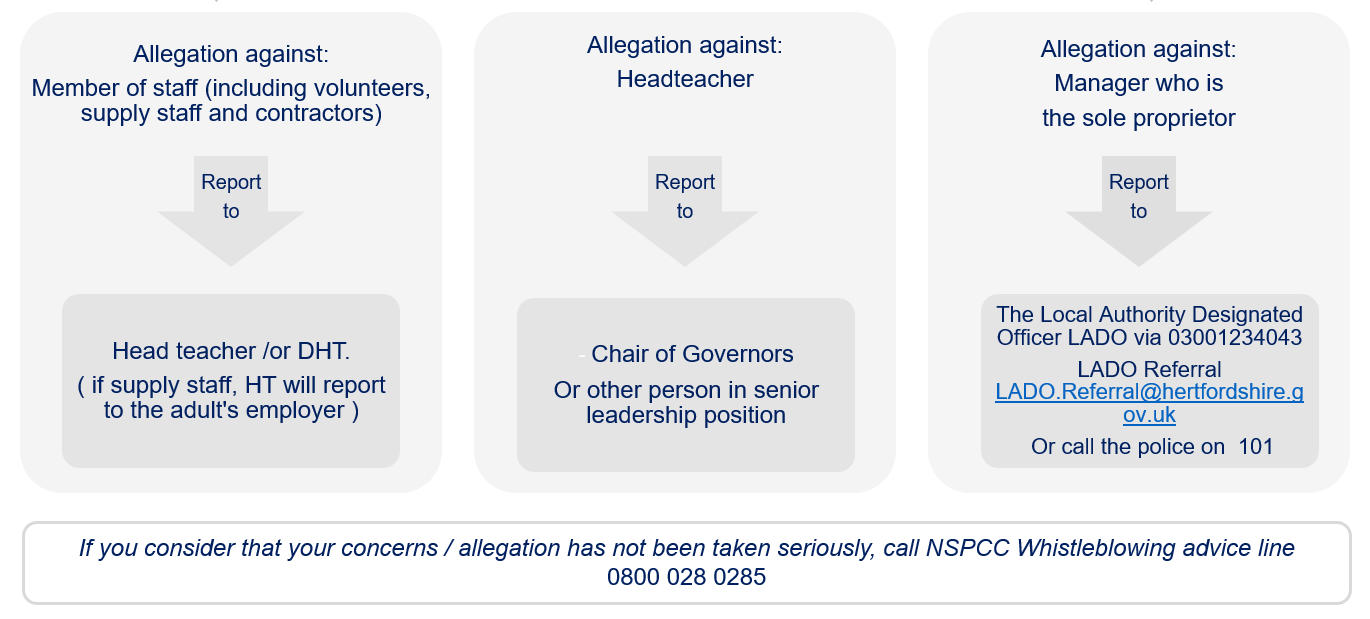 Allegation against:
Member of staff (including volunteers,
supply staff and contractors)
Report
to
Head teacher /or DHT.
( if supply staff, HT will report
to the adult's employer )
Allegation against:
Headteacher
Report
to
- Chair of Governors
Or other person in senior
leadership position
Allegation against:
Manager who is
the sole proprietor
Report
to
The Local Authority Designated
Officer LADO via 03001234043
LADO Referral
LADO.Referral@hertfordshire.g
ov.uk
Or call the police on  101
If you consider that your concerns / allegation has not been taken seriously, call NSPCC Whistleblowing advice line
0800 028 0285